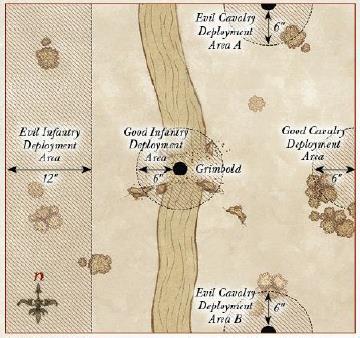 Evil Cavalry
Deployment
Area A
6"
Evil Infantry
Deployment
Area
12"
Good Infantry
Deployment
Area
6"
Grimbold
Good Cavalry
Deployment
Area
6"
n
Evil Cavalry
Deployment
Area B
6"